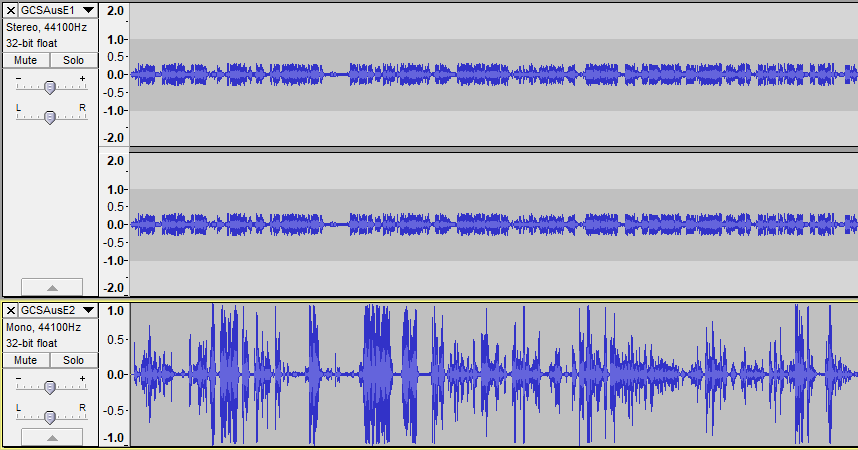 GCSAusE1
Stereo, 44100Hz
32-bit float
Mute Solo
- +
L R
2.0
1.0
0.5
0.0
-0.5
-1.0
-2.0
2.0
1.0
0.5
0.0
-0.5
-1.0
-2.0
GCSAusE2
Mono, 44100Hz
32-bit float
Mute Solo
- +
L R
1.0
0.5
0.0
-0.5
-1.0